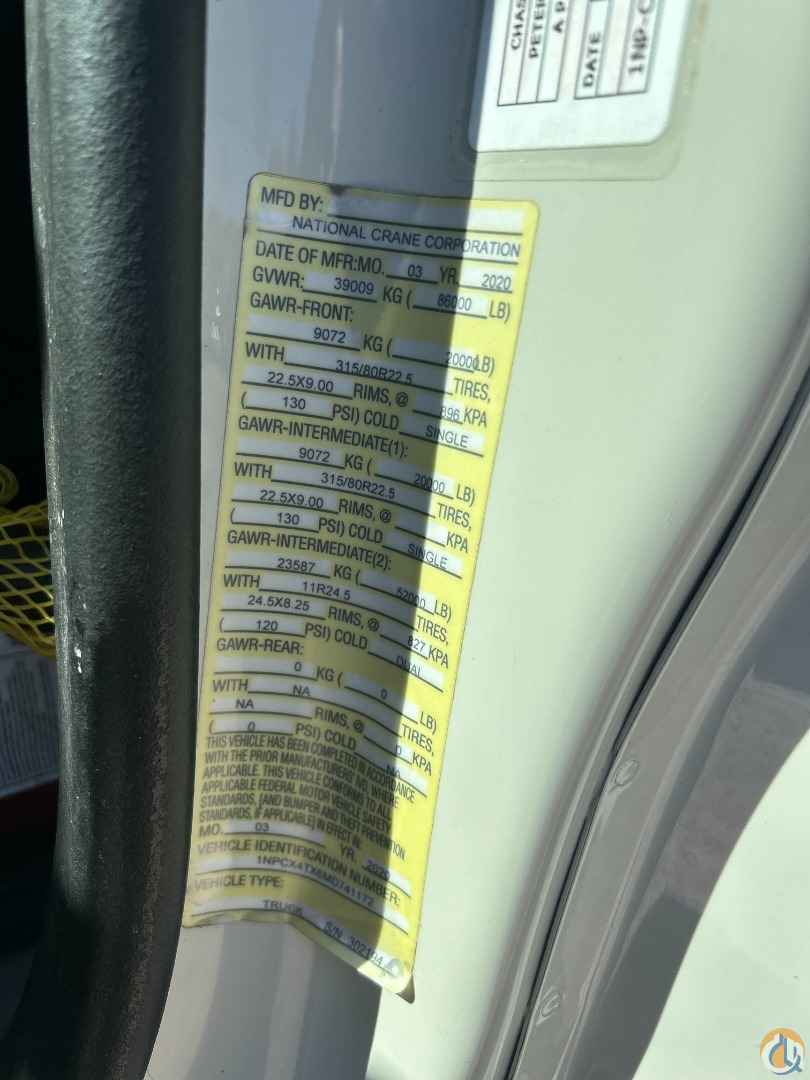 CHAS
PETER
A P
DATE
1NP-C
MFD BY:
NATIONAL CRANE CORPORATION
DATE OF MFR:MO. 03 YR. 2020
GVWR: 39009 KG ( 86000 LB)
GAWR-FRONT:
9072 KG ( 20000 LB)
WITH 315/80R22.5 TIRES,
22.5X9.00 RIMS, @ 896 KPA
( 130 PSI) COLD SINGLE
GAWR-INTERMEDIATE(1):
9072 KG ( 20000 LB)
WITH 315/80R22.5 TIRES,
22.5X9.00 RIMS, @ KPA
( 130 PSI) COLD SINGLE
GAWR-INTERMEDIATE(2):
23587 KG ( 52000 LB)
WITH 11R24.5 TIRES,
24.5X8.25 RIMS, @ 827 KPA
( 120 PSI) COLD DUAL
GAWR-REAR:
0 KG ( 0 LB)
WITH NA TIRES,
NA RIMS, @ 0 KPA
( 0 PSI) COLD NA
THIS VEHICLE HAS BEEN COMPLETED IN ACCORDANCE
WITH THE PRIOR MANUFACTURERS' IVD, WHERE
APPLICABLE. THIS VEHICLE CONFORMS TO ALL
APPLICABLE FEDERAL MOTOR VEHICLE SAFETY
STANDARDS, [AND BUMPER AND THEFT PREVENTION
STANDARDS, IF APPLICABLE] IN EFFECT IN:
MO. 03 YR. 2020
VEHICLE IDENTIFICATION NUMBER:
1NPCX4TX6MD741172
VEHICLE TYPE:
TRUCK S/N 302194